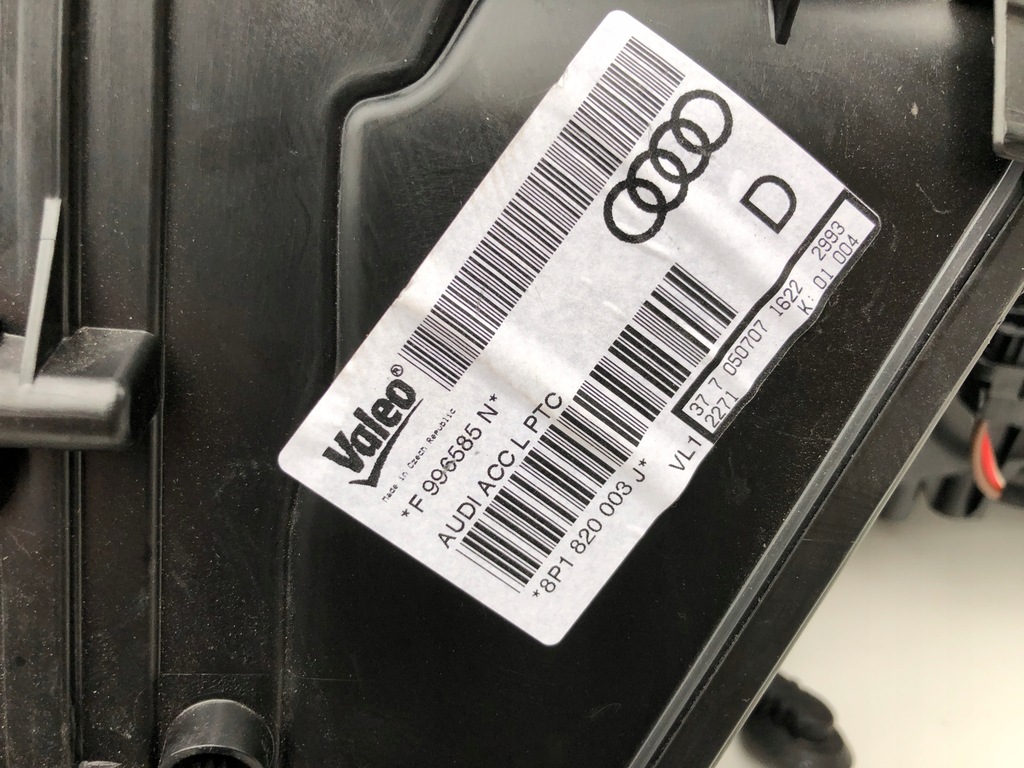 Valeo®
Made in Czech Republic
*F 996585 N*
AUDI ACC L PTC
*8P1 820 003 J*
D
VL1
37 7 050707 1622 2993
2271 K: 01 004